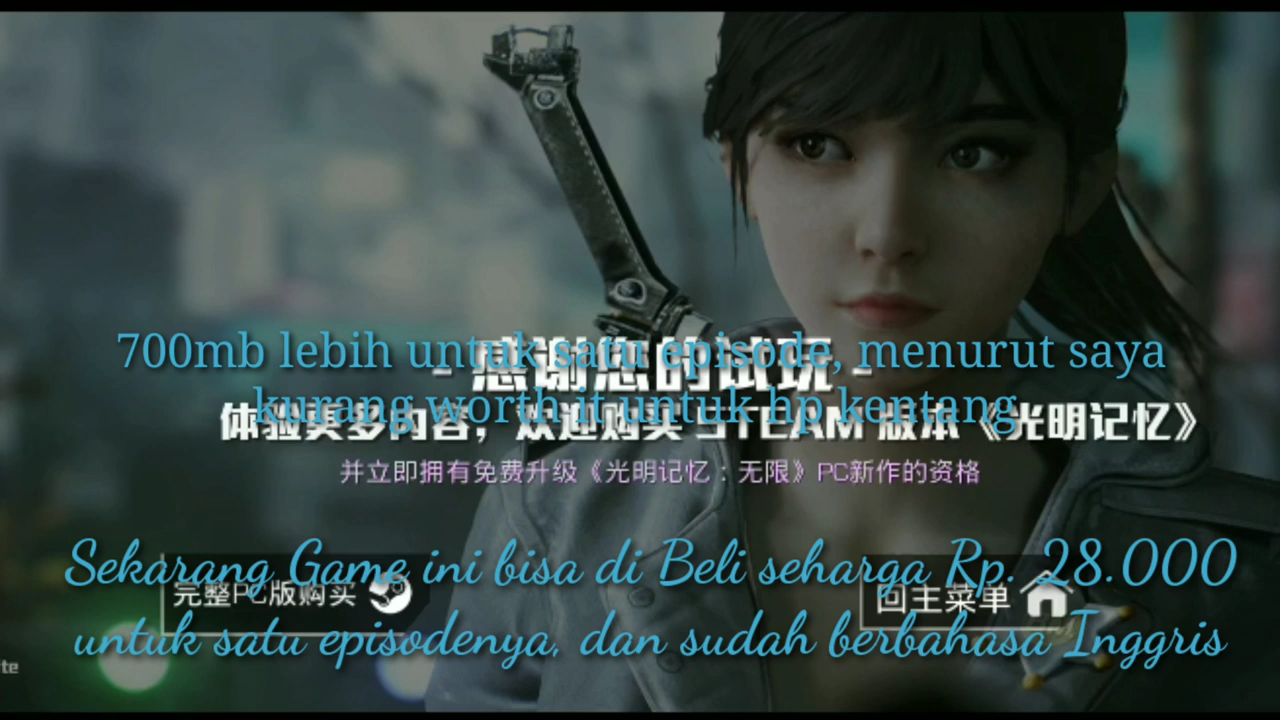 700mb lebih untuk satu episode, menurut saya
- 感谢您的试玩 -
kurang worth it untuk hp kentang
体验更多内容，欢迎购买 STEAM 版本《光明记忆》
并立即拥有免费升级《光明记忆：无限》PC新作的资格
Sekarang Game ini bisa di Beli seharga Rp. 28.000
完整PC版购买
回主菜单
untuk satu episodenya, dan sudah berbahasa Inggris
te